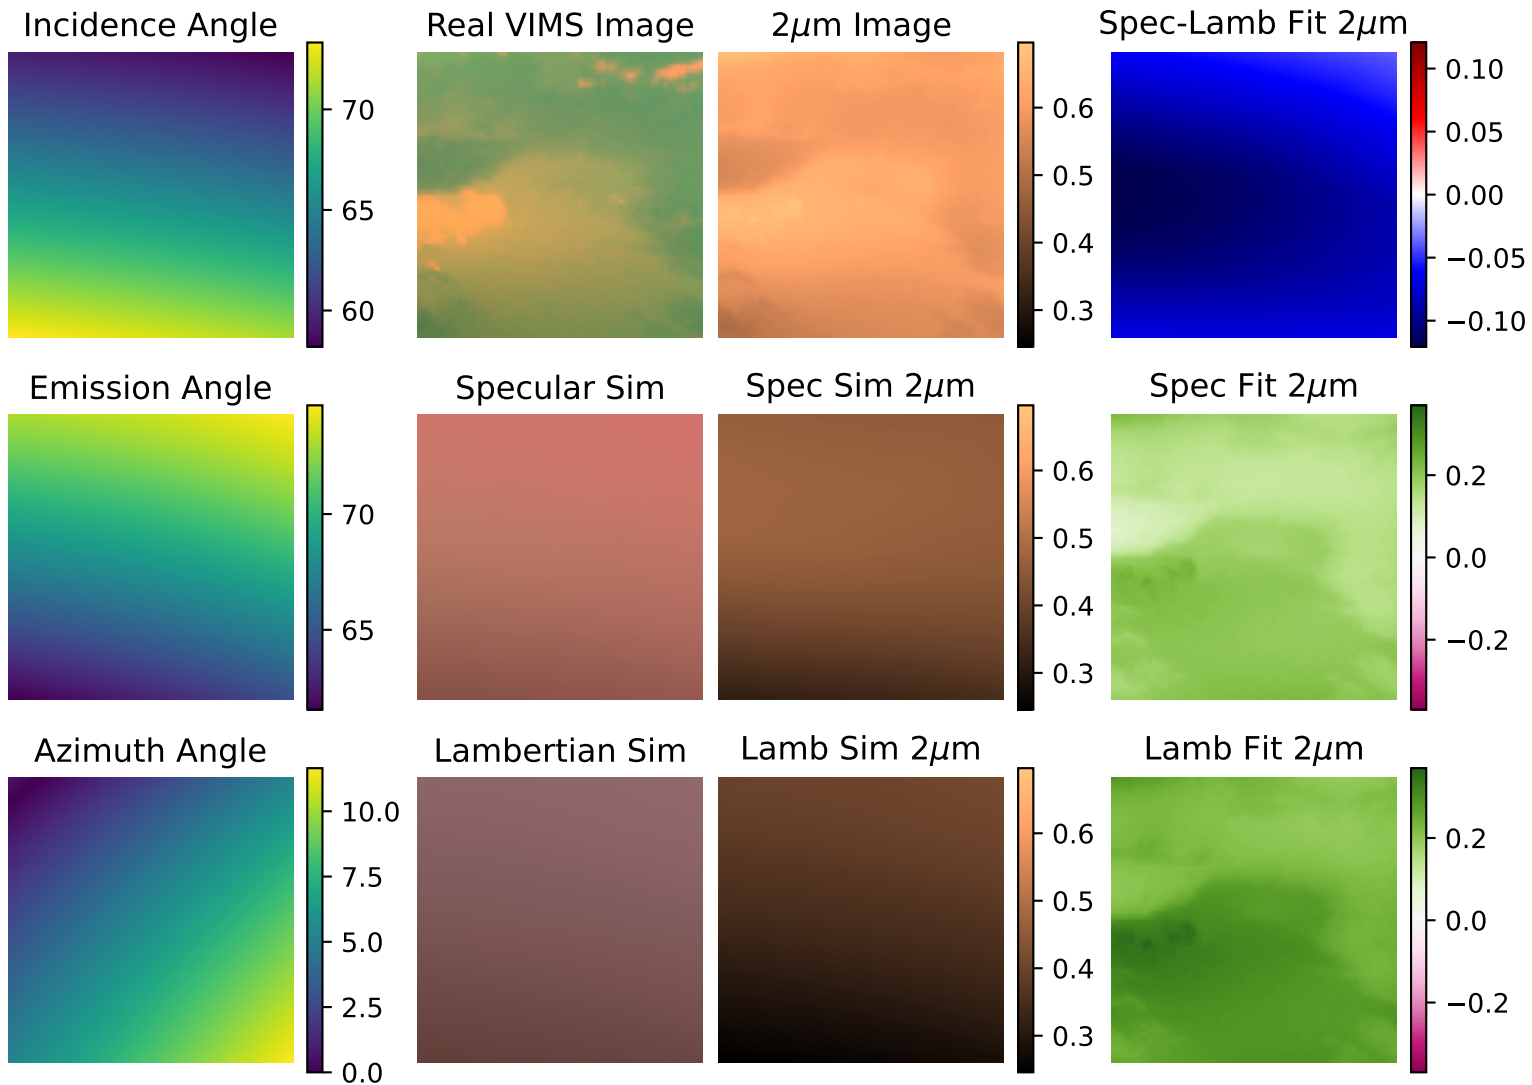 Incidence Angle
70
65
60
Real VIMS Image
2μm Image
0.6
0.5
0.4
0.3
Spec-Lamb Fit 2μm
0.10
0.05
0.00
−0.05
−0.10
Emission Angle
70
65
Specular Sim
Spec Sim 2μm
0.6
0.5
0.4
0.3
Spec Fit 2μm
0.2
0.0
−0.2
Azimuth Angle
10.0
7.5
5.0
2.5
0.0
Lambertian Sim
Lamb Sim 2μm
0.6
0.5
0.4
0.3
Lamb Fit 2μm
0.2
0.0
−0.2